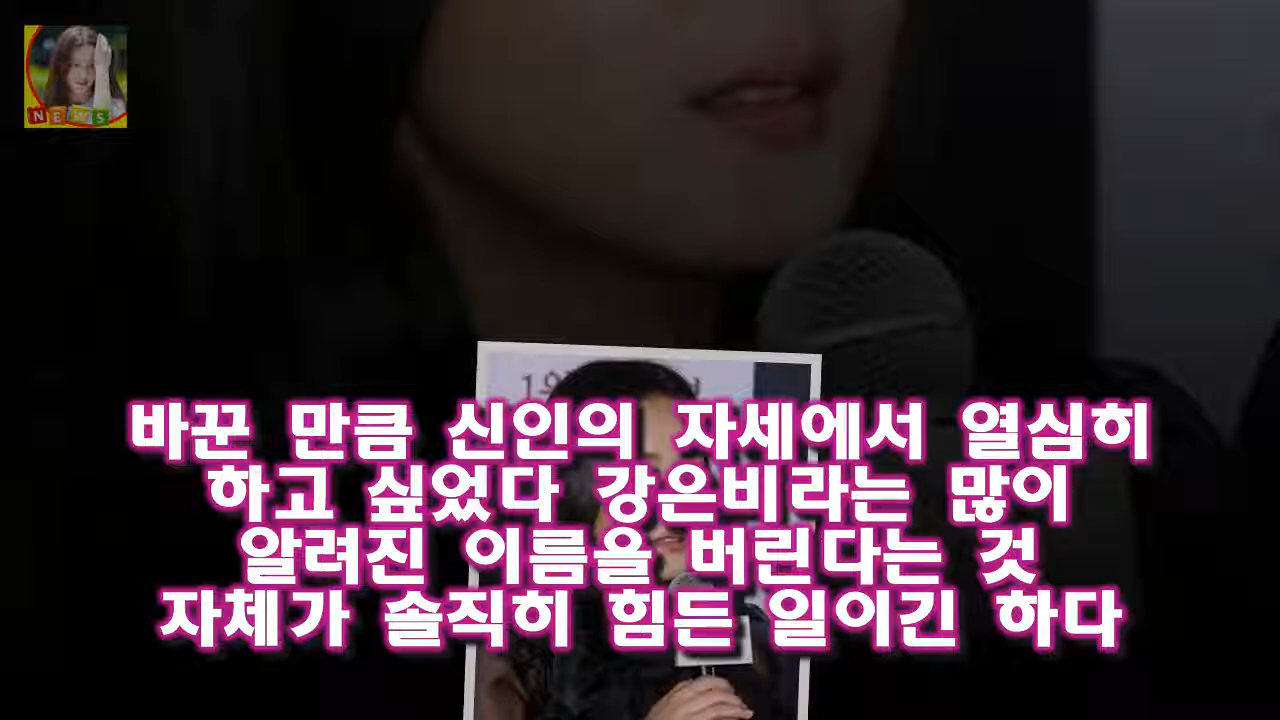 NEWS
바꾼 만큼 신인의 자세에서 열심히
하고 싶었다 강은비라는 많이
알려진 이름을 버린다는 것
자체가 솔직히 힘든 일이긴 하다